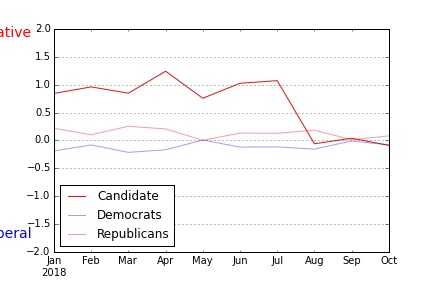 ative
2.0
1.5
1.0
0.5
0.0
−0.5
−1.0
−1.5
−2.0
beral
Candidate
Democrats
Republicans
Jan Feb Mar Apr May Jun Jul Aug Sep Oct
2018